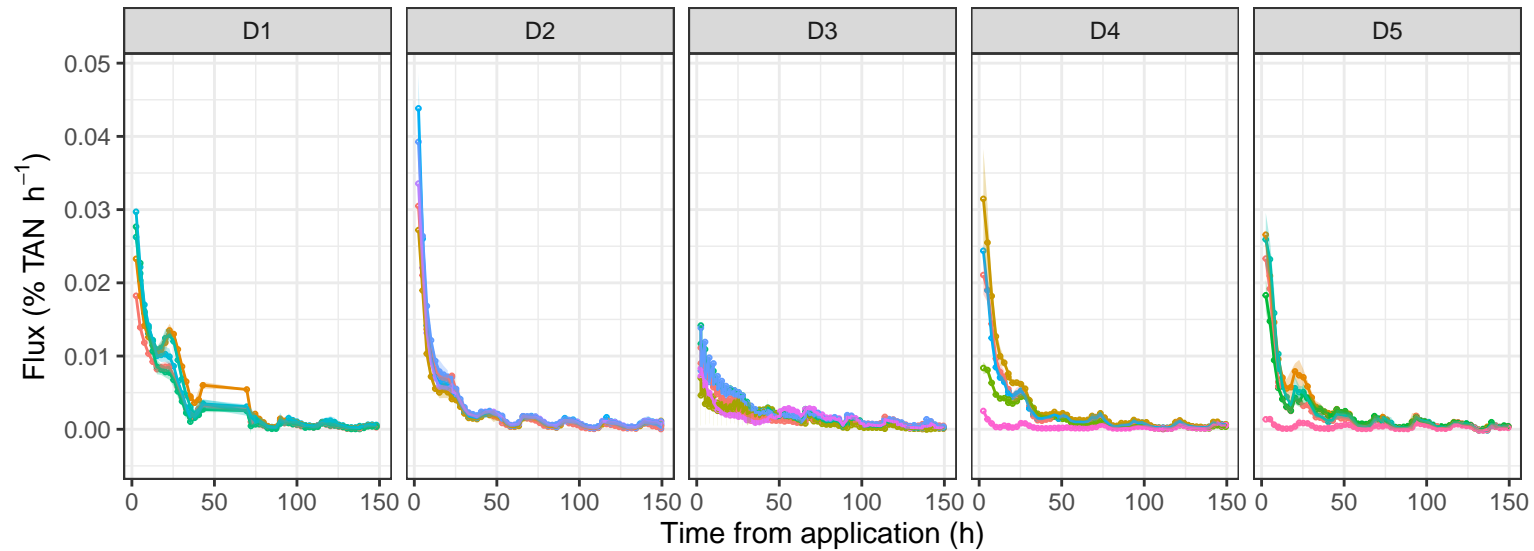 D1 D2 D3 D4 D5
0.05
0.04
0.03
0.02
0.01
0.00
Flux (% TAN h⁻¹)
0 50 100 150 0 50 100 150 0 50 100 150 0 50 100 150 0 50 100 150
Time from application (h)